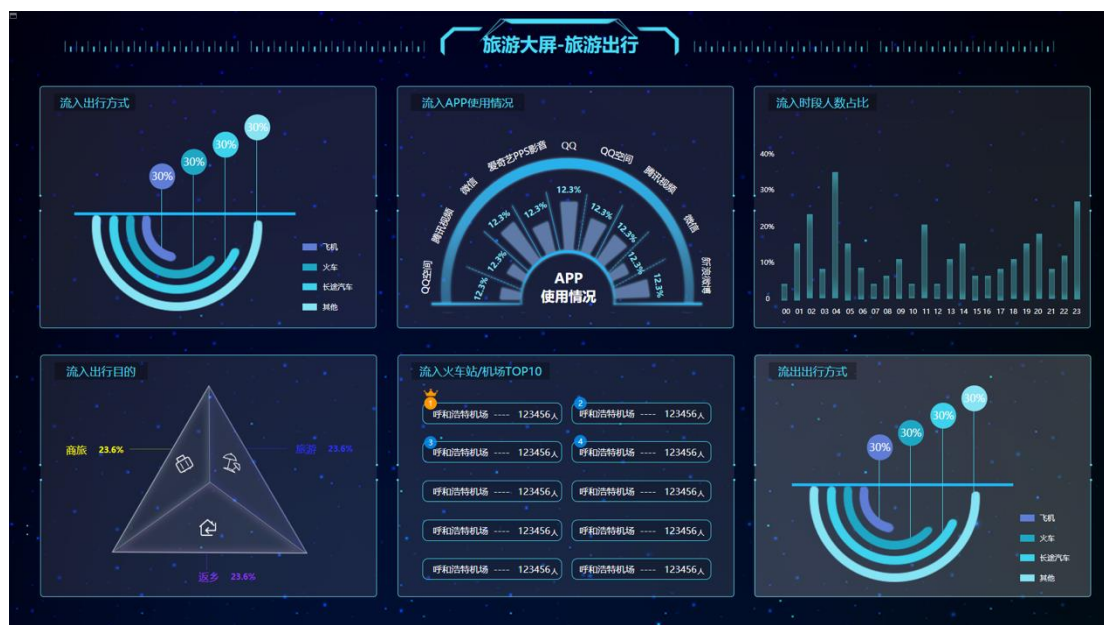 旅游大屏-旅游出行
流入出行方式
30%
30%
30%
30%
飞机
火车
长途汽车
其他
流入APP使用情况
QQ空间
腾讯视频
微信
爱奇艺PPS影音
QQ
QQ空间
腾讯视频
微信
新浪微博
12.3%
12.3%
12.3%
12.3%
12.3%
12.3%
12.3%
12.3%
12.3%
APP
使用情况
流入时段人数占比
40%
30%
20%
10%
0
00 01 02 03 04 05 06 07 08 09 10 11 12 13 14 15 16 17 18 19 20 21 22 23
流入出行目的
商旅 23.6%
旅游 23.6%
返乡 23.6%
流入火车站/机场TOP10
1 呼和浩特机场 ---- 123456人
2 呼和浩特机场 ---- 123456人
3 呼和浩特机场 ---- 123456人
4 呼和浩特机场 ---- 123456人
呼和浩特机场 ---- 123456人
呼和浩特机场 ---- 123456人
呼和浩特机场 ---- 123456人
呼和浩特机场 ---- 123456人
呼和浩特机场 ---- 123456人
呼和浩特机场 ---- 123456人
流出出行方式
30%
30%
30%
30%
飞机
火车
长途汽车
其他